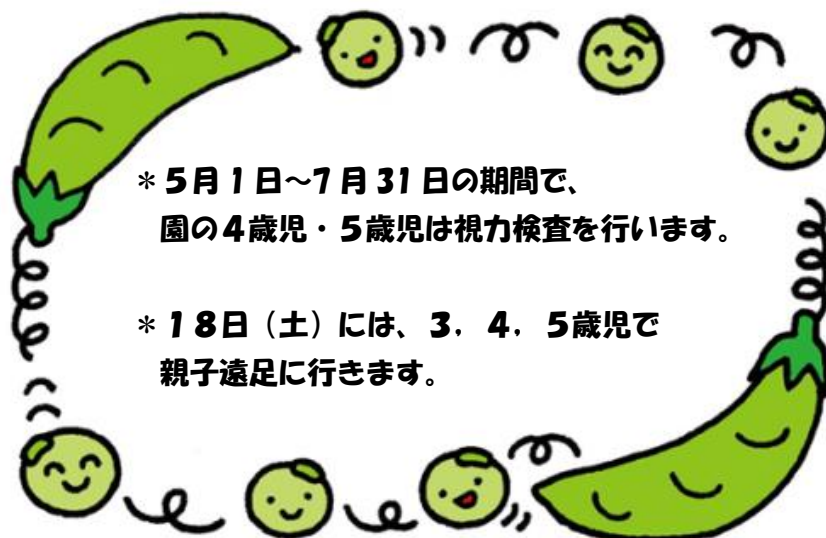 ＊５月１日～７月31日の期間で、
園の４歳児・５歳児は視力検査を行います。
＊１８日（土）には、３，４，５歳児で
親子遠足に行きます。